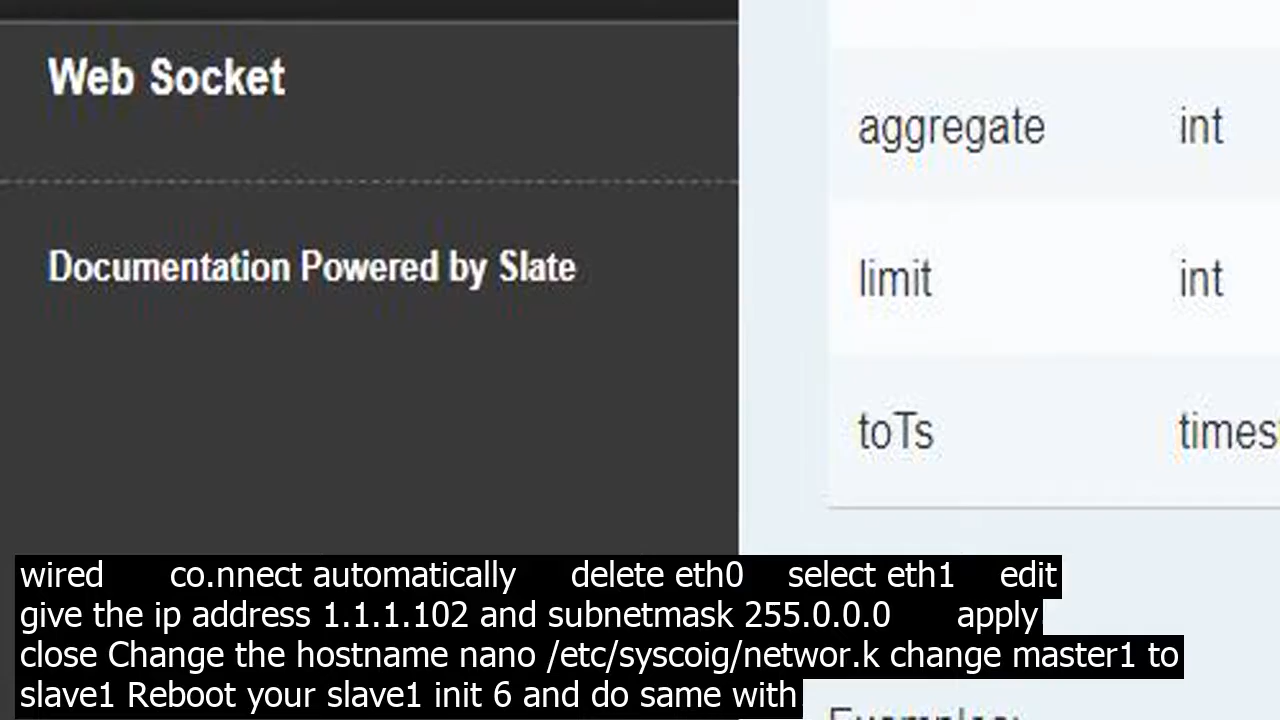 Web Socket
Documentation Powered by Slate
aggregate int
limit int
toTs times
wired co.nnect automatically delete eth0 select eth1 edit
give the ip address 1.1.1.102 and subnetmask 255.0.0.0 apply
close Change the hostname nano /etc/syscoig/networ.k change master1 to
slave1 Reboot your slave1 init 6 and do same with